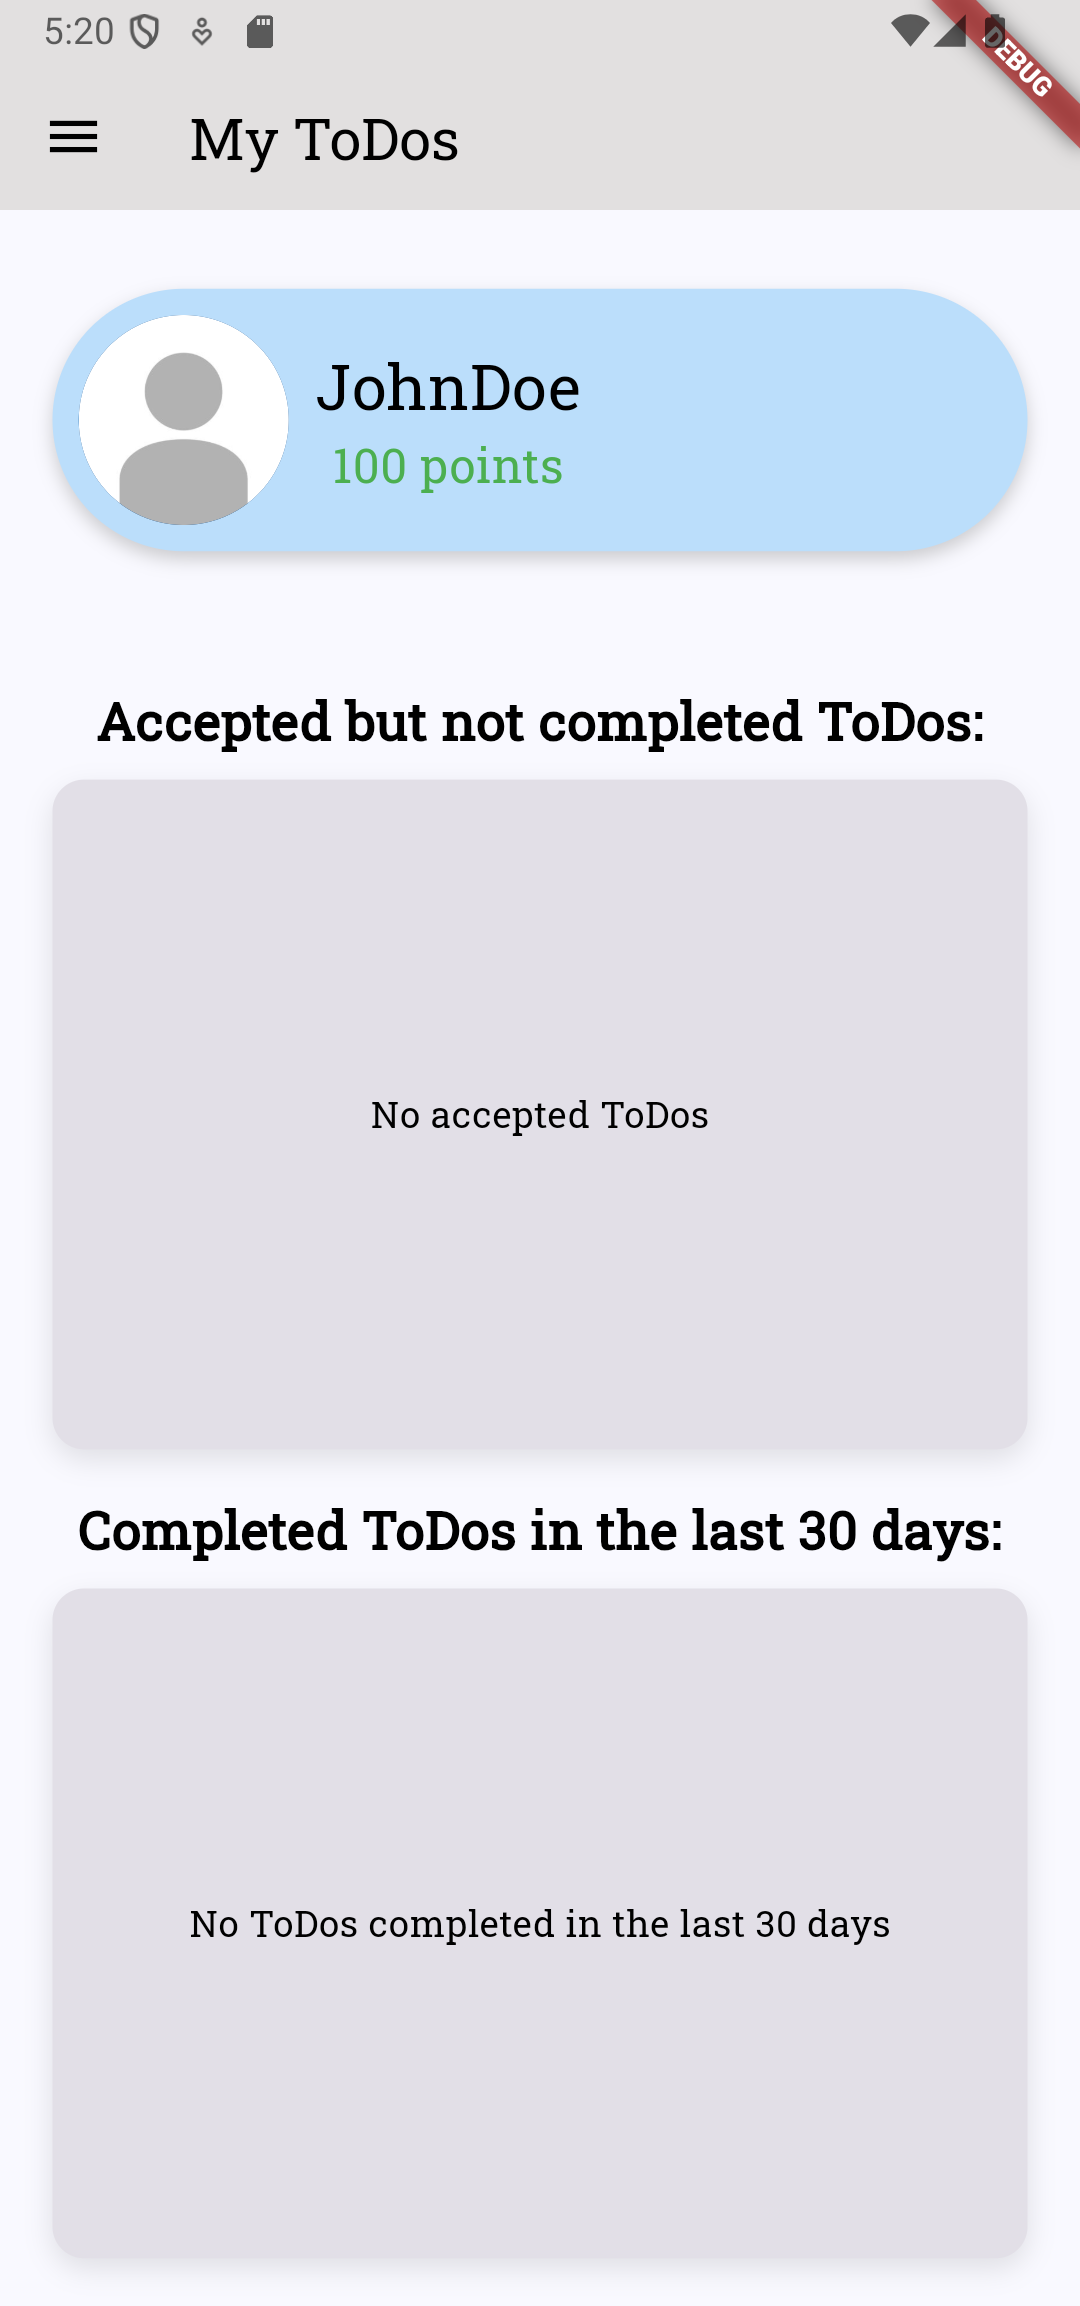 5:20
DEBUG
My ToDos
JohnDoe
100 points
Accepted but not completed ToDos:
No accepted ToDos
Completed ToDos in the last 30 days:
No ToDos completed in the last 30 days